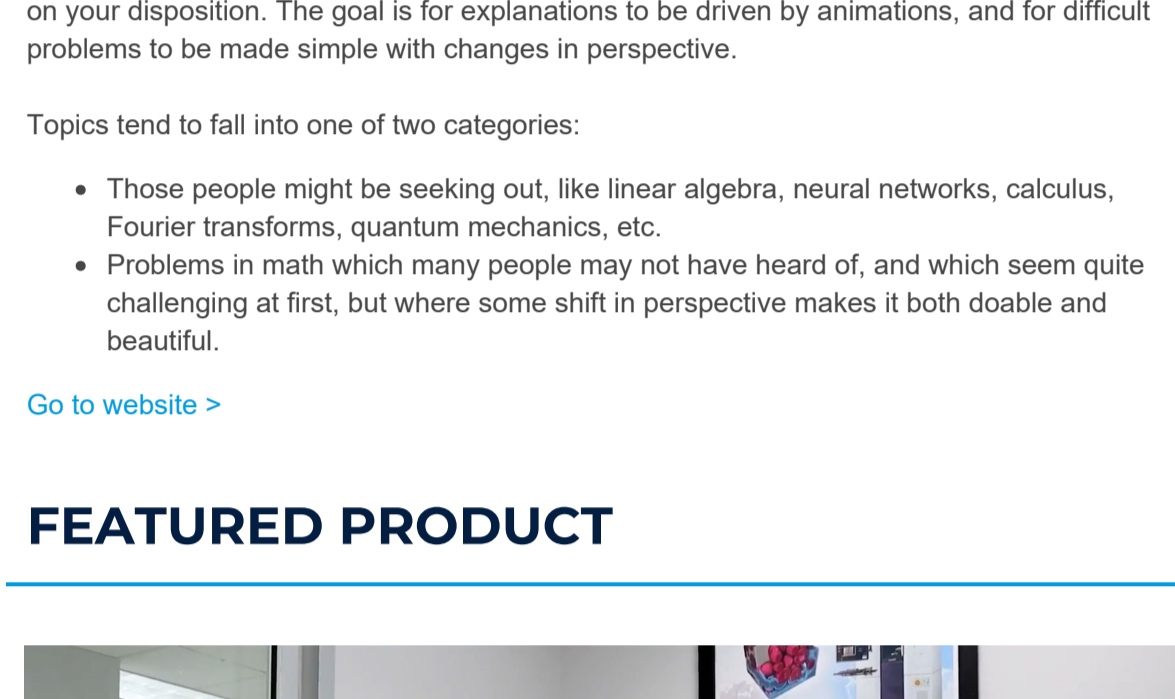 on your disposition. The goal is for explanations to be driven by animations, and for difficult
problems to be made simple with changes in perspective.
Topics tend to fall into one of two categories:
• Those people might be seeking out, like linear algebra, neural networks, calculus,
Fourier transforms, quantum mechanics, etc.
• Problems in math which many people may not have heard of, and which seem quite
challenging at first, but where some shift in perspective makes it both doable and
beautiful.
Go to website >
FEATURED PRODUCT